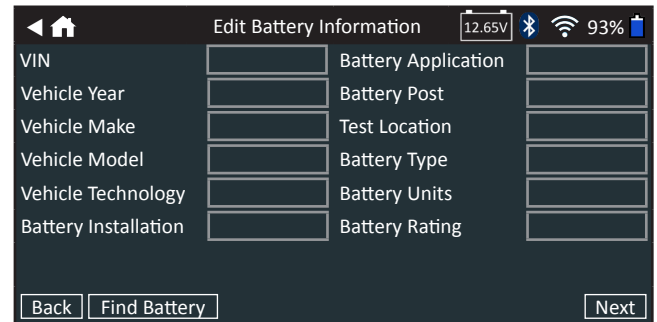 Edit Battery Information 12.65V 93%
VIN Battery Application
Vehicle Year Battery Post
Vehicle Make Test Location
Vehicle Model Battery Type
Vehicle Technology Battery Units
Battery Installation Battery Rating
Back Find Battery Next